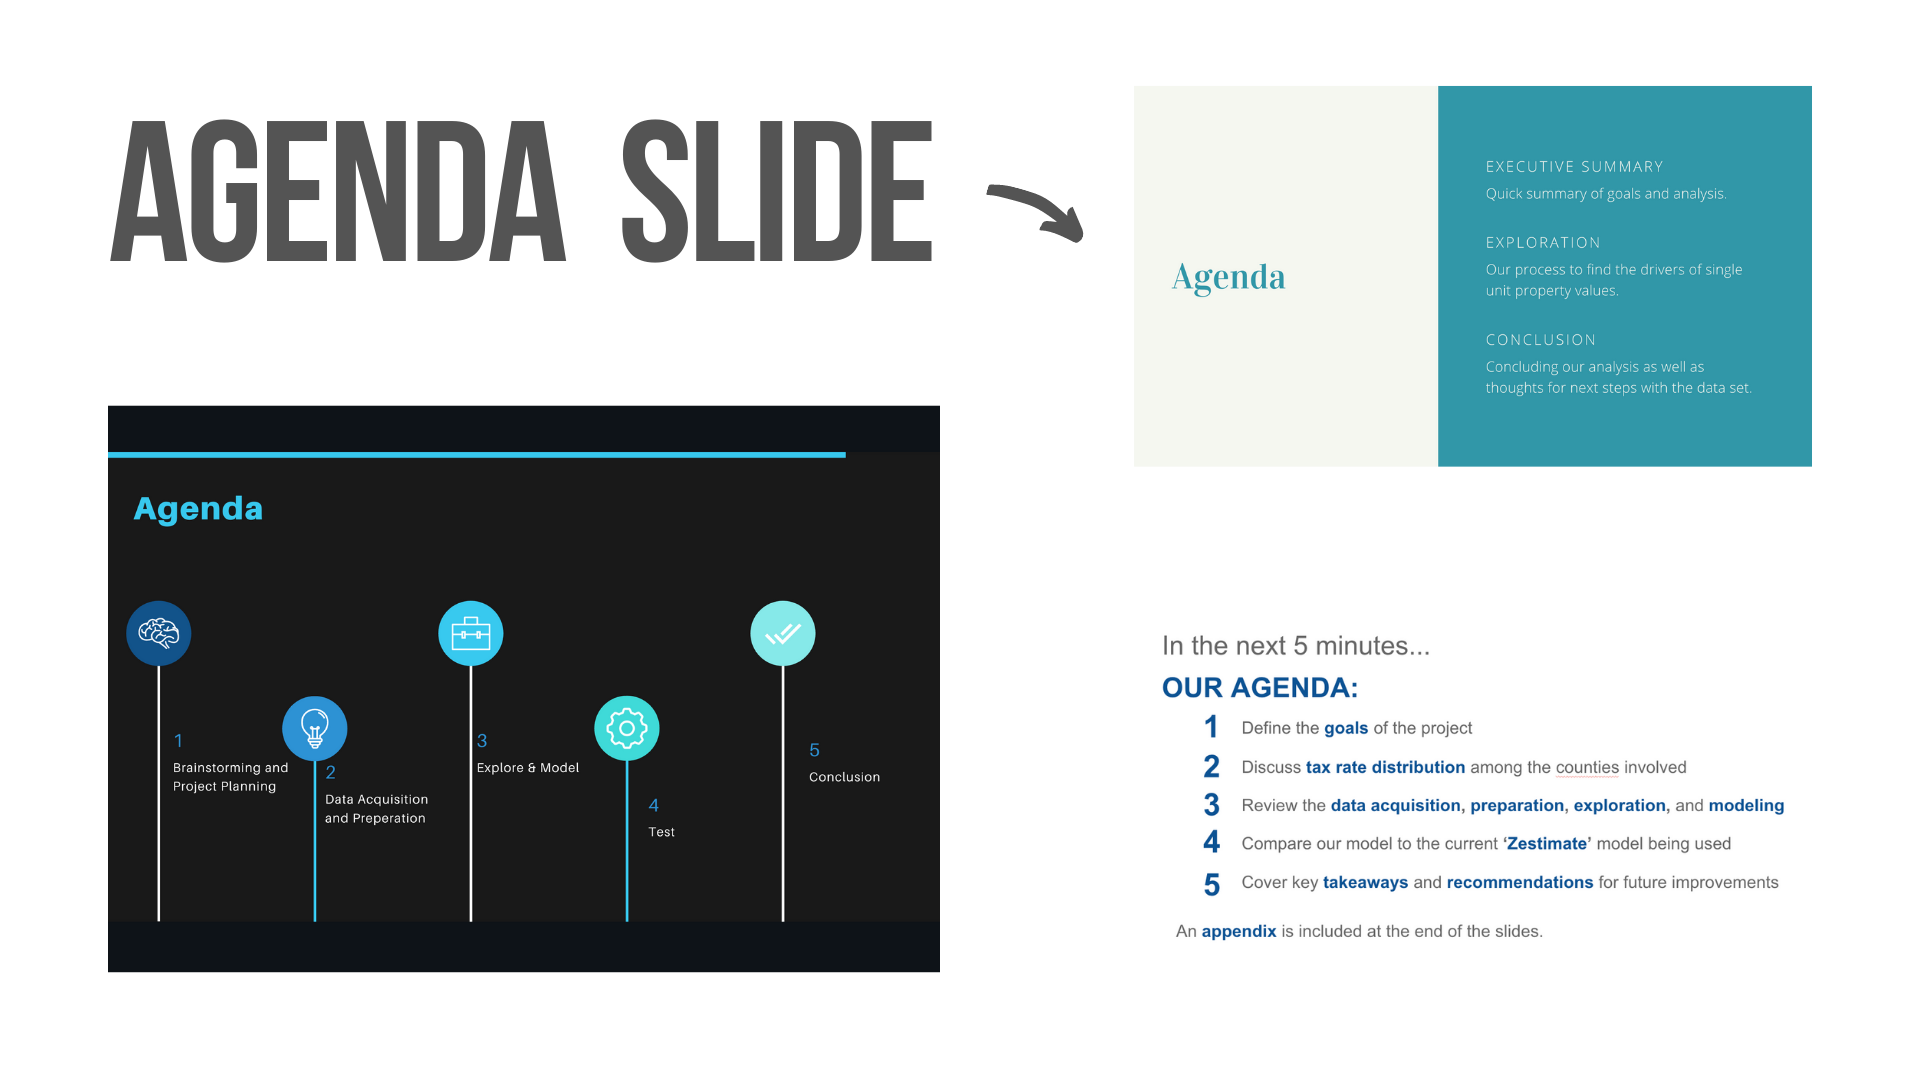 AGENDA SLIDE
Agenda
EXECUTIVE SUMMARY
Quick summary of goals and analysis.
EXPLORATION
Our process to find the drivers of single
unit property values.
CONCLUSION
Concluding our analysis as well as
thoughts for next steps with the data set.
Agenda
1
Brainstorming and
Project Planning
2
Data Acquisition
and Preperation
3
Explore & Model
4
Test
5
Conclusion
In the next 5 minutes...
OUR AGENDA:
1 Define the goals of the project
2 Discuss tax rate distribution among the counties involved
3 Review the data acquisition, preparation, exploration, and modeling
4 Compare our model to the current ‘Zestimate’ model being used
5 Cover key takeaways and recommendations for future improvements
An appendix is included at the end of the slides.